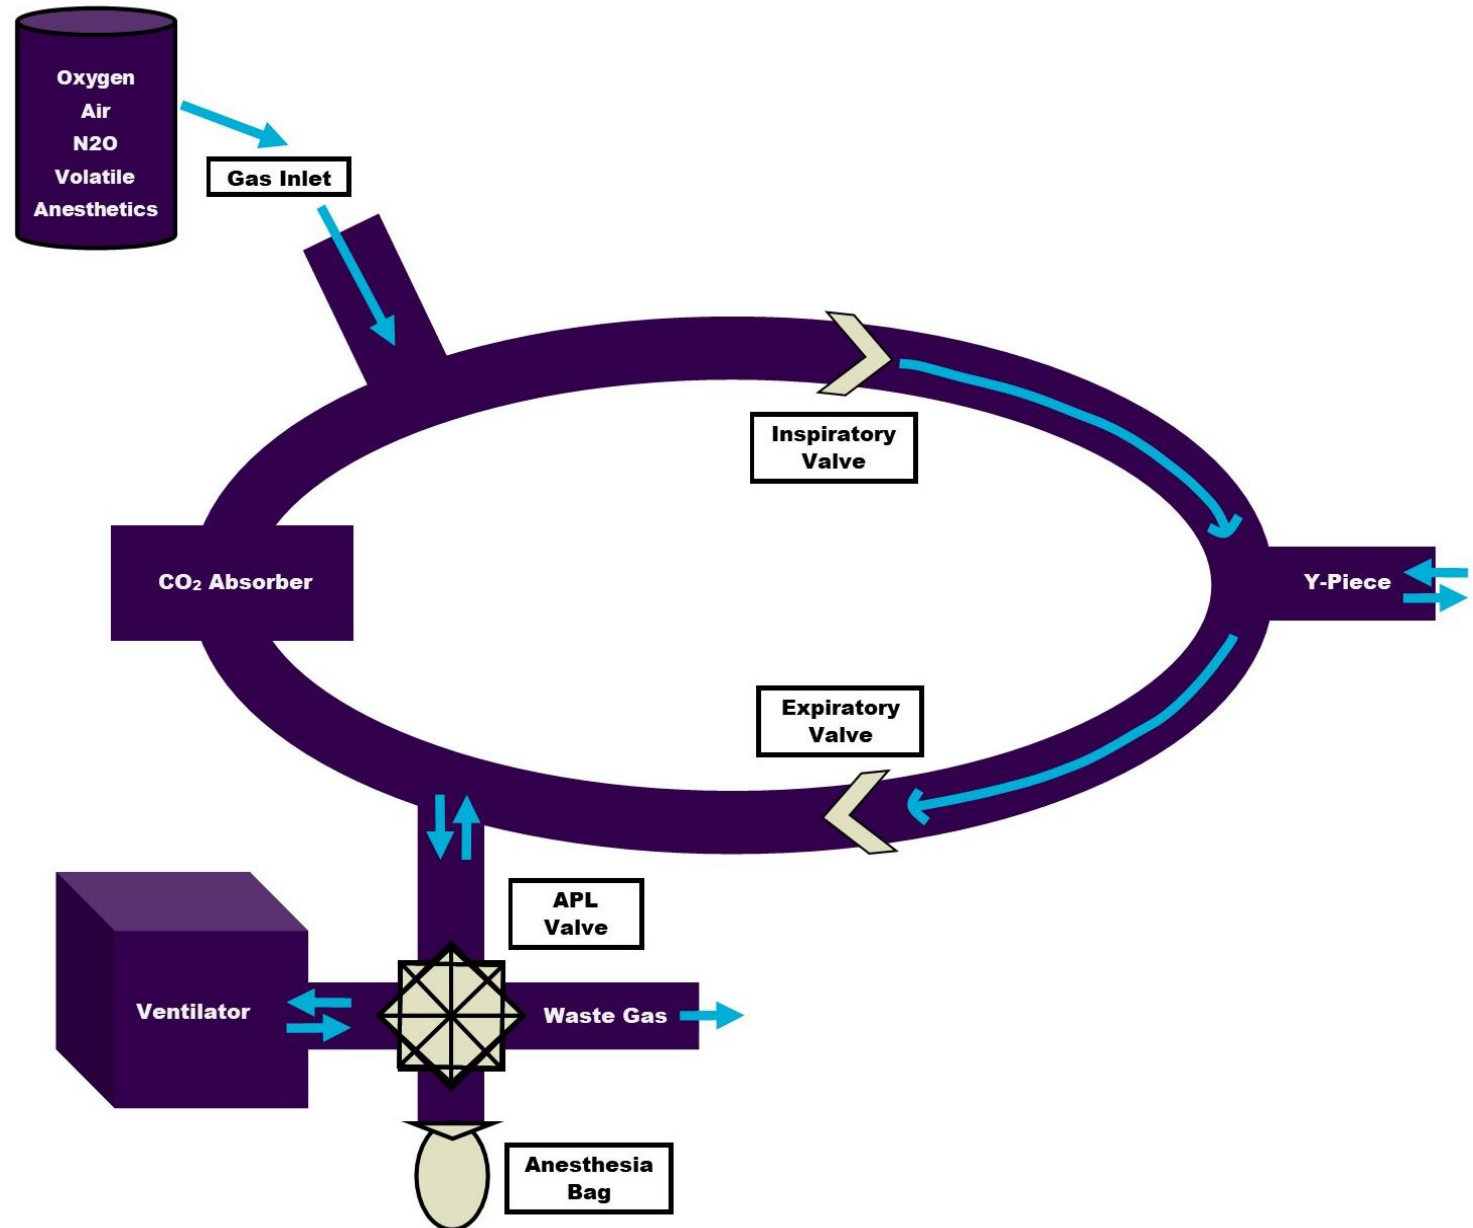 Oxygen
Air
N2O
Volatile
Anesthetics
Gas Inlet
Inspiratory
Valve
CO₂ Absorber
Y-Piece
Expiratory
Valve
APL
Valve
Ventilator
Waste Gas
Anesthesia
Bag